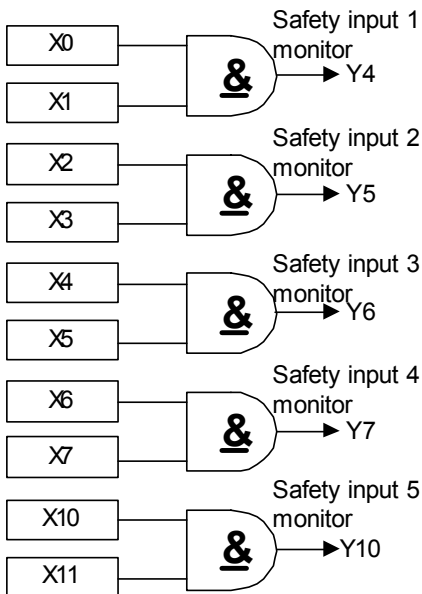 Safety input 1
monitor
X0
X1
&
Y4
Safety input 2
monitor
X2
X3
&
Y5
Safety input 3
monitor
X4
X5
&
Y6
Safety input 4
monitor
X6
X7
&
Y7
Safety input 5
monitor
X10
X11
&
Y10